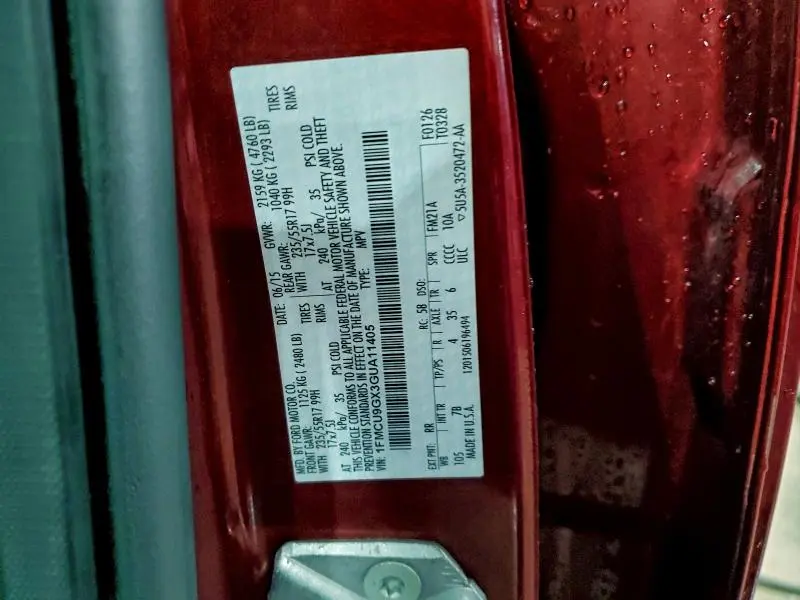 MFD. BY FORD MOTOR CO. DATE: 06/15 GVWR: 2159 KG ( 4760 LB)
FRONT GAWR: 1125 KG ( 2480 LB) REAR GAWR: 1040 KG ( 2293 LB)
WITH 235/55R17 99H TIRES WITH 235/55R17 99H TIRES
17x7.5J RIMS 17x7.5J RIMS
AT 240 kPa/ 35 PSI COLD AT 240 kPa/ 35 PSI COLD
THIS VEHICLE CONFORMS TO ALL APPLICABLE FEDERAL MOTOR VEHICLE SAFETY AND THEFT
PREVENTION STANDARDS IN EFFECT ON THE DATE OF MANUFACTURE SHOWN ABOVE.
VIN: 1FMCU9GX3GUA11405 TYPE: MPV
F0126
T0328
EXT PNT: RR RC: 58 DSO: FM21A
WB INT TR TP/PS R AXLE TR SPR
105 7B 4 35 6 CCCC 10A
MADE IN U.S.A. 1201506196494 ULC ▽5U5A-3520472-AA